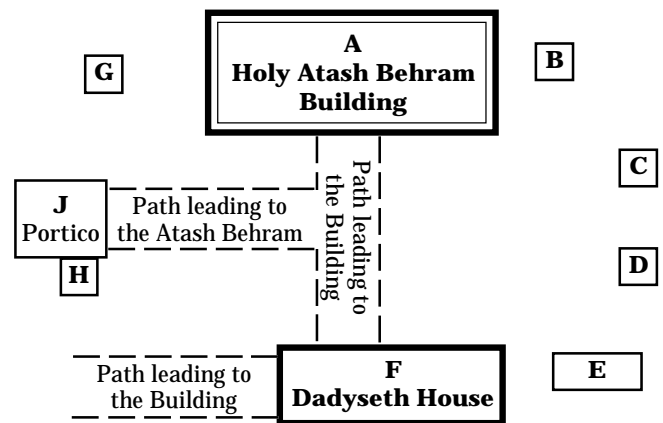 A
Holy Atash Behram
Building
G
B
C
Path leading to
the Building
J
Portico
Path leading to
the Atash Behram
H
D
F
Dadyseth House
E
Path leading to
the Building